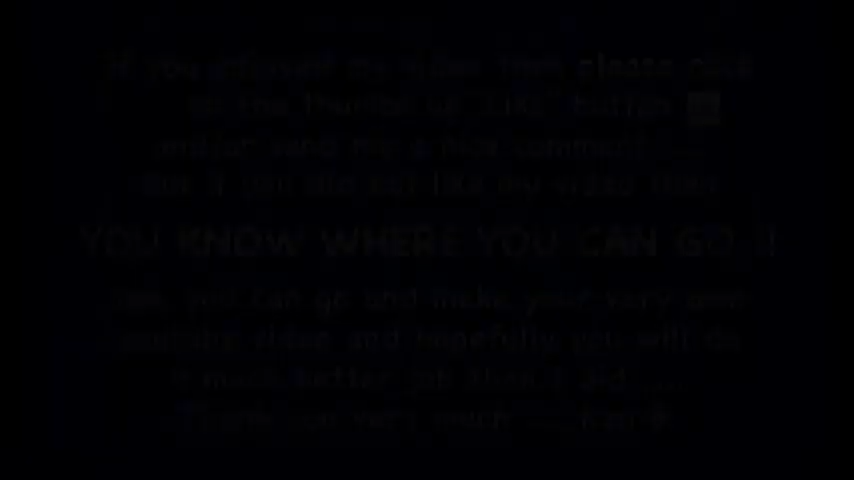 If you enjoyed my video then please click
on the thumbs up "Like" button
and/or send me a nice comment ....
But if you did not like my video then
YOU KNOW WHERE YOU CAN GO !!
you can go and make your very own
video and hopefully you will do
a much better job than I did ....
Thank you very much ....